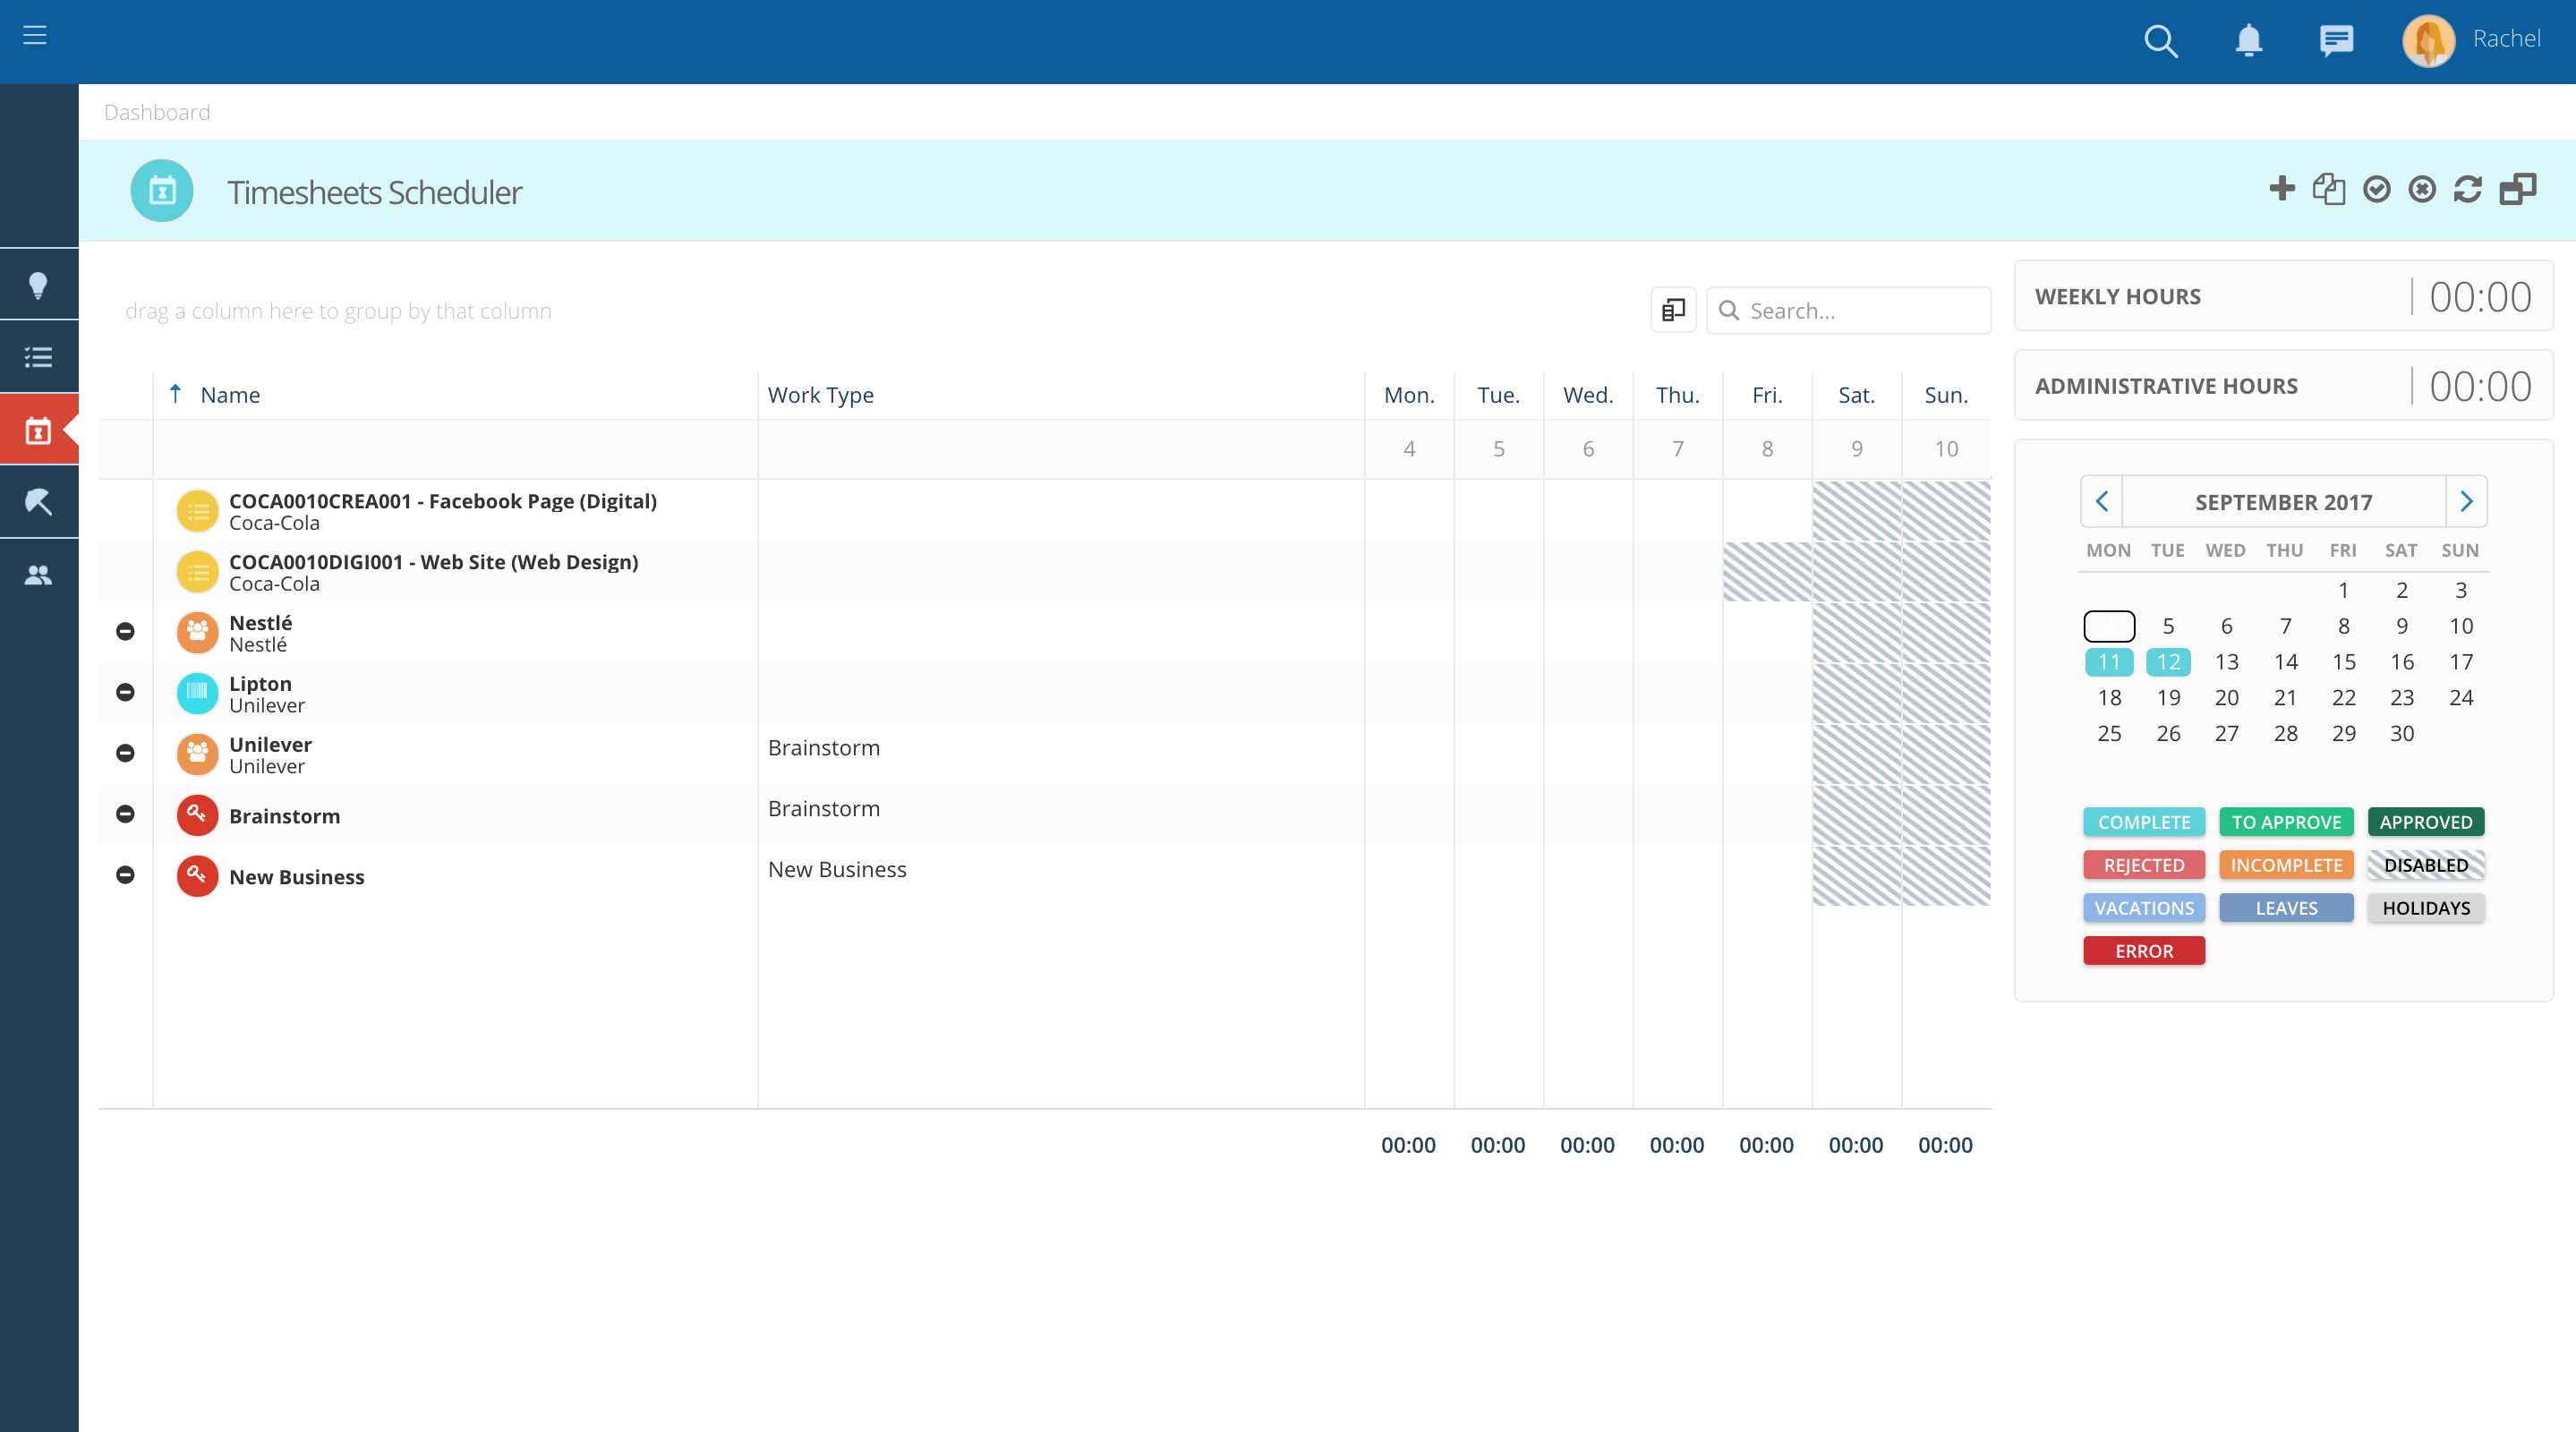 Rachel
Dashboard
Timesheets Scheduler
drag a column here to group by that column
Search...
WEEKLY HOURS 00:00
ADMINISTRATIVE HOURS 00:00
Name Work Type Mon. Tue. Wed. Thu. Fri. Sat. Sun.
4 5 6 7 8 9 10
COCA0010CREA001 - Facebook Page (Digital)
Coca-Cola
COCA0010DIGI001 - Web Site (Web Design)
Coca-Cola
Nestlé
Nestlé
Lipton
Unilever
Unilever
Unilever
Brainstorm
Brainstorm
Brainstorm
New Business
New Business
00:00 00:00 00:00 00:00 00:00 00:00 00:00
SEPTEMBER 2017
MON TUE WED THU FRI SAT SUN
1 2 3
5 6 7 8 9 10
11 12 13 14 15 16 17
18 19 20 21 22 23 24
25 26 27 28 29 30
COMPLETE TO APPROVE APPROVED
REJECTED INCOMPLETE DISABLED
VACATIONS LEAVES HOLIDAYS
ERROR